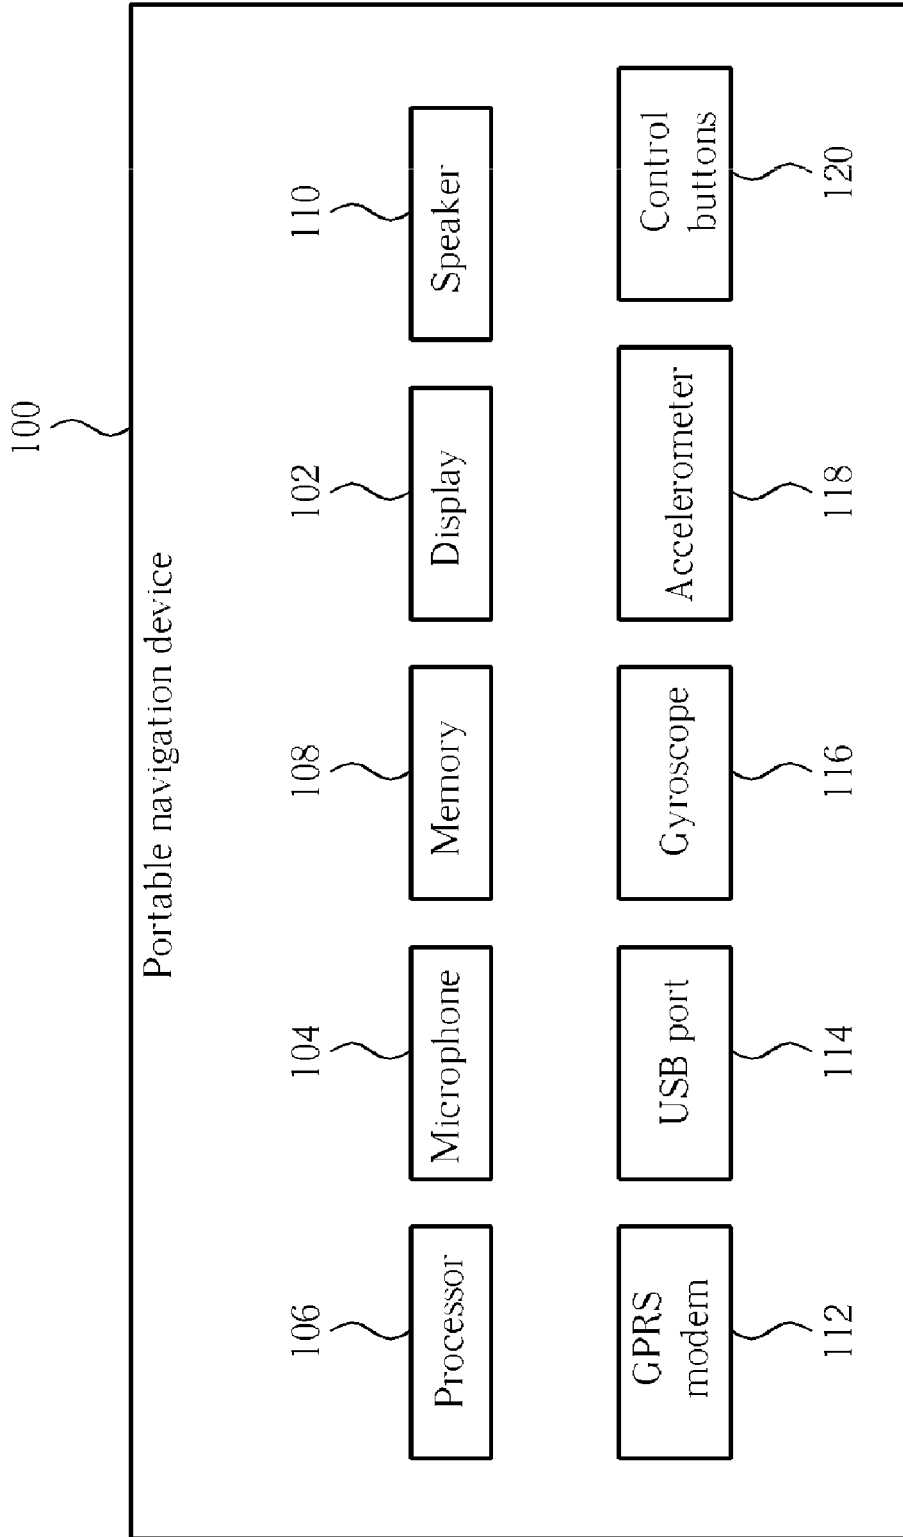 100
Portable navigation device
106
104
108
102
110
Processor
Microphone
Memory
Display
Speaker
GPRS
modem
USB port
Gyroscope
Accelerometer
Control
buttons
112
114
116
118
120